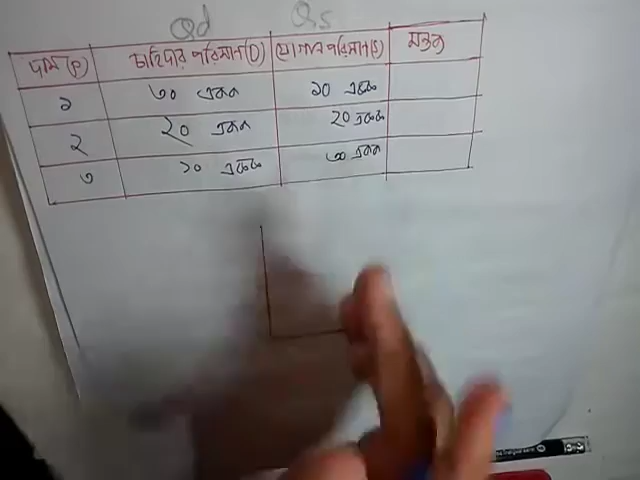 Qd Qs
দাম (P) চাহিদার পরিমান (D) যোগান পরিমান (S) মন্তব্য
১ ৩০ একক ১০ একক
২ ২০ একক ২০ একক
৩ ১০ একক ৩০ একক